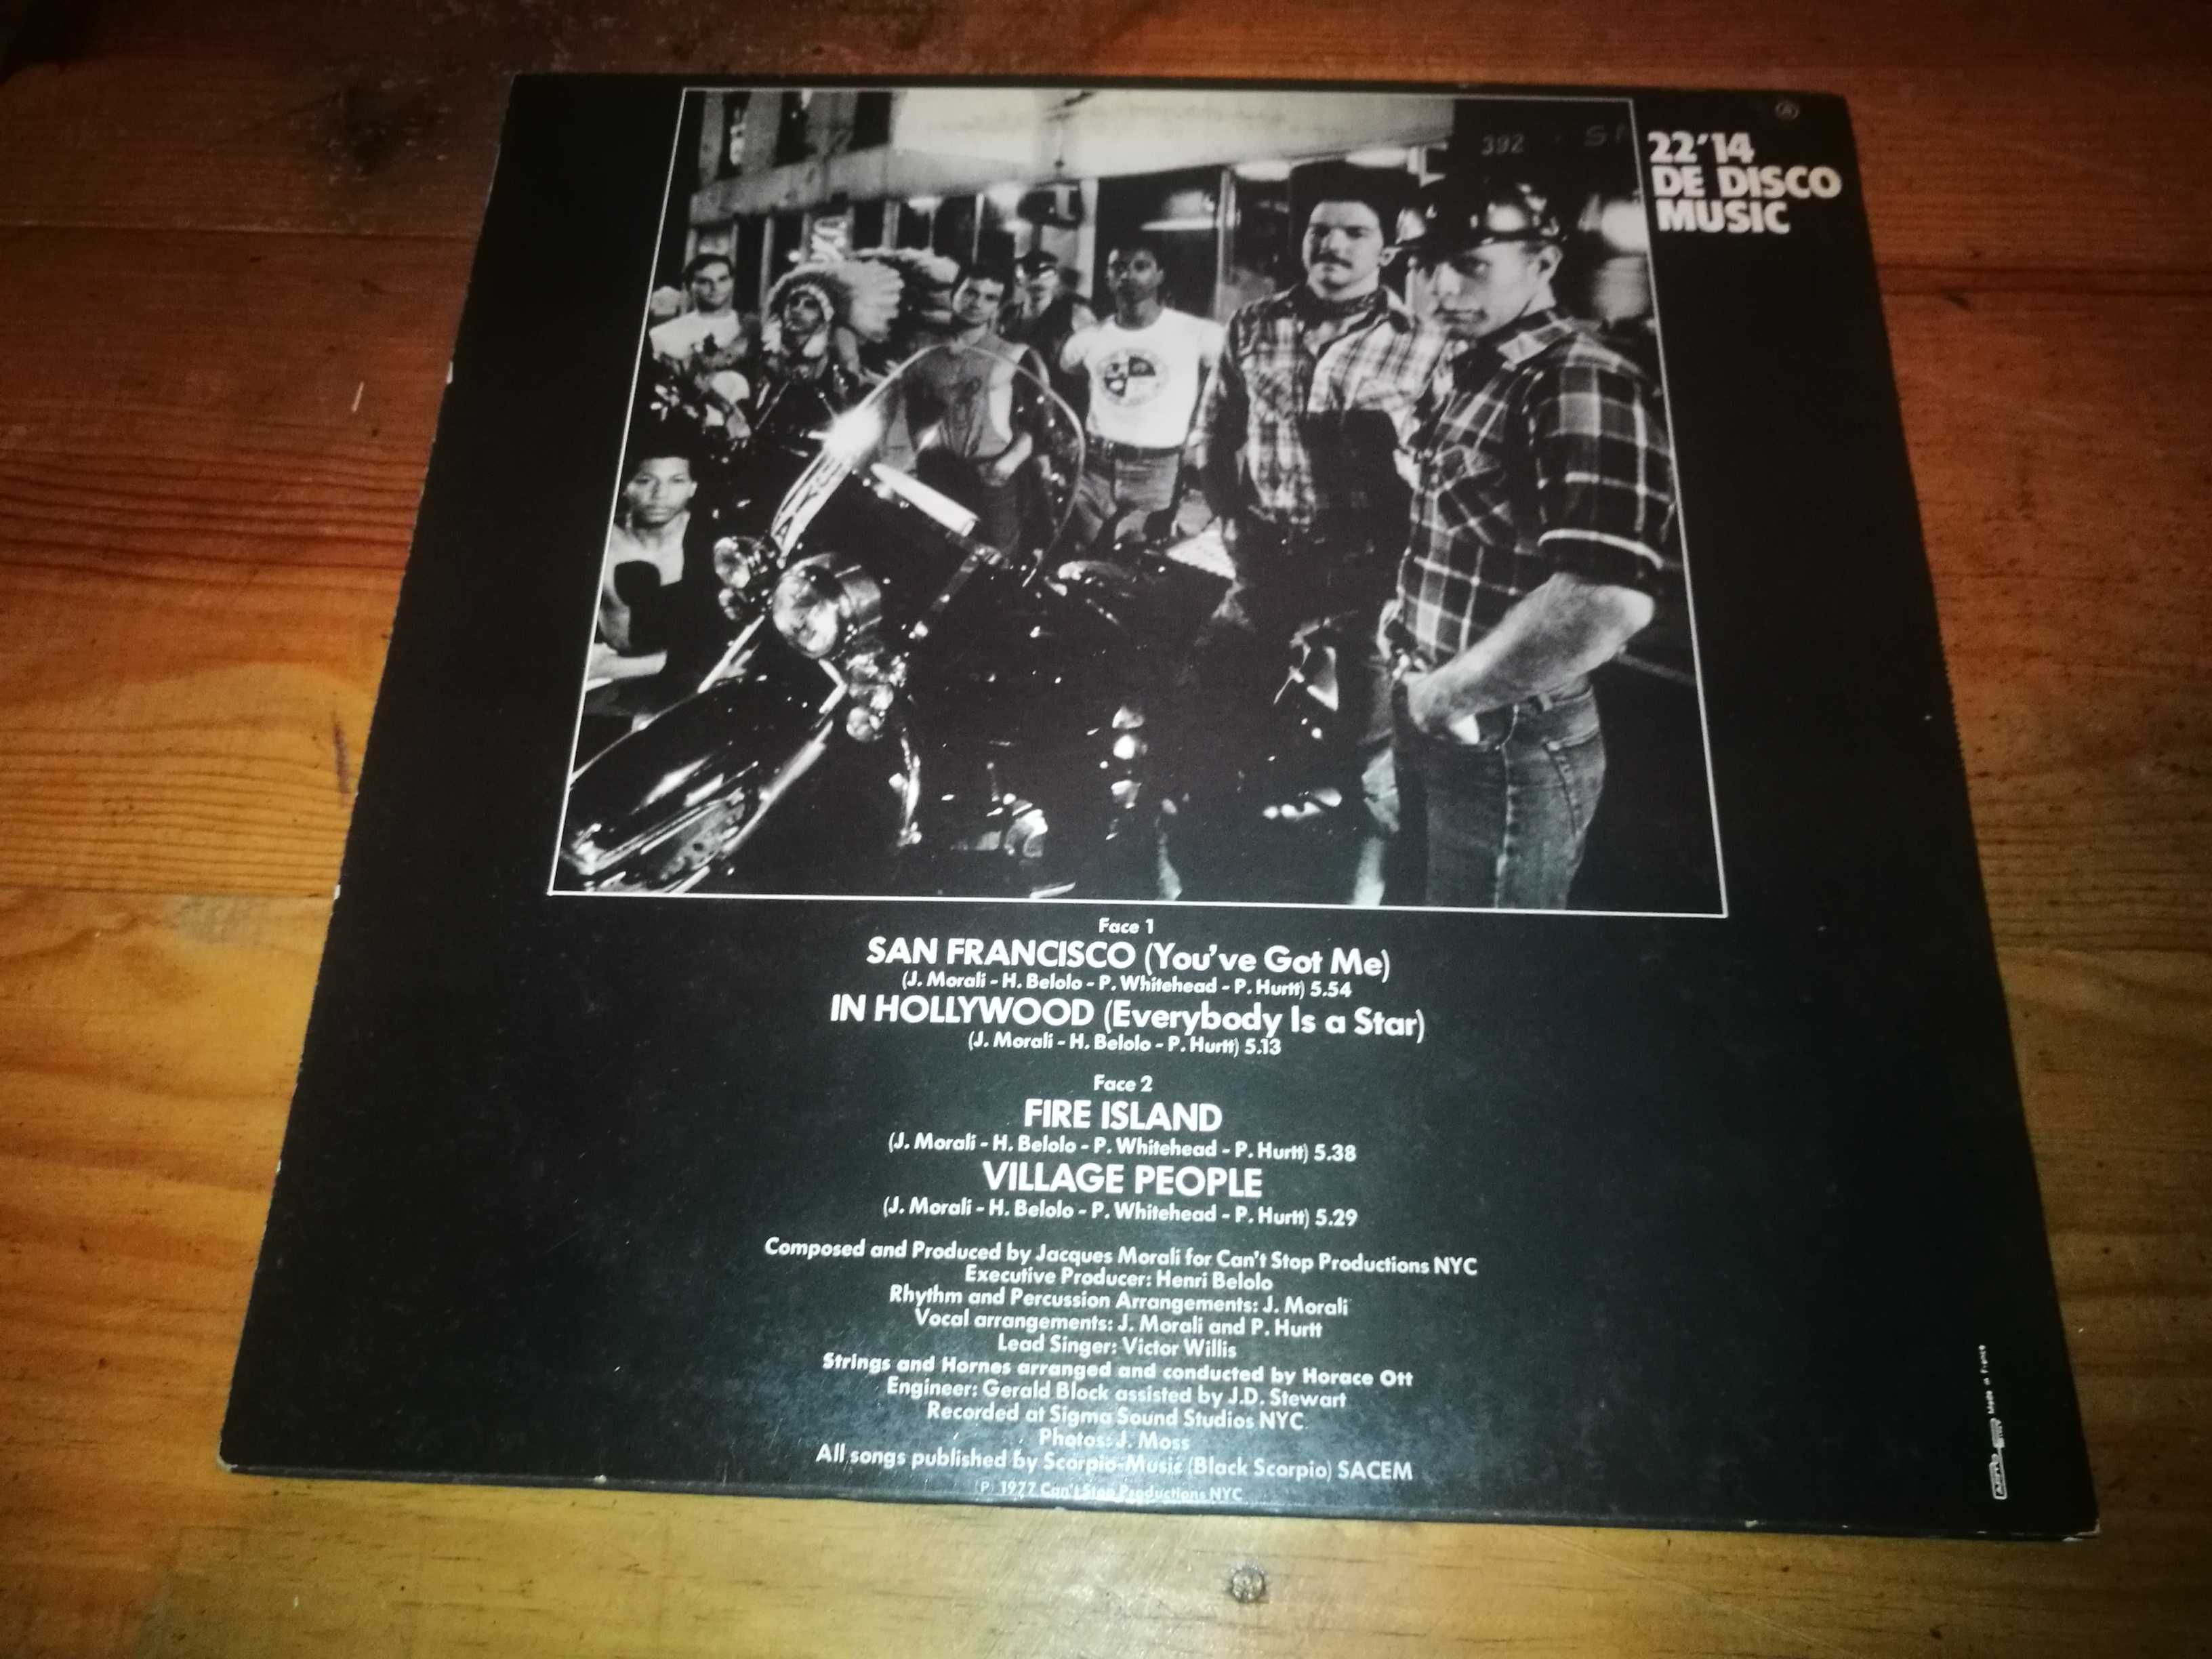 392
22'14
DE DISCO
MUSIC
Face 1
SAN FRANCISCO (You've Got Me)
(J. Morali - H. Belolo - P. Whitehead - P. Hurtt) 5.54
IN HOLLYWOOD (Everybody Is a Star)
(J. Morali - H. Belolo - P. Hurtt) 5.13
Face 2
FIRE ISLAND
(J. Morali - H. Belolo - P. Whitehead - P. Hurtt) 5.38
VILLAGE PEOPLE
(J. Morali - H. Belolo - P. Whitehead - P. Hurtt) 5.29
Composed and Produced by Jacques Morali for Can't Stop Productions NYC
Executive Producer: Henri Belolo
Rhythm and Percussion Arrangements: J. Morali
Vocal arrangements: J. Morali and P. Hurtt
Lead Singer: Victor Willis
Strings and Hornes arranged and conducted by Horace Ott
Engineer: Gerald Block assisted by J.D. Stewart
Recorded at Sigma Sound Studios NYC
Photos: J. Moss
All songs published by Scorpio-Music (Black Scorpio) SACEM
(P) 1977 Can't Stop Productions NYC
Made in France